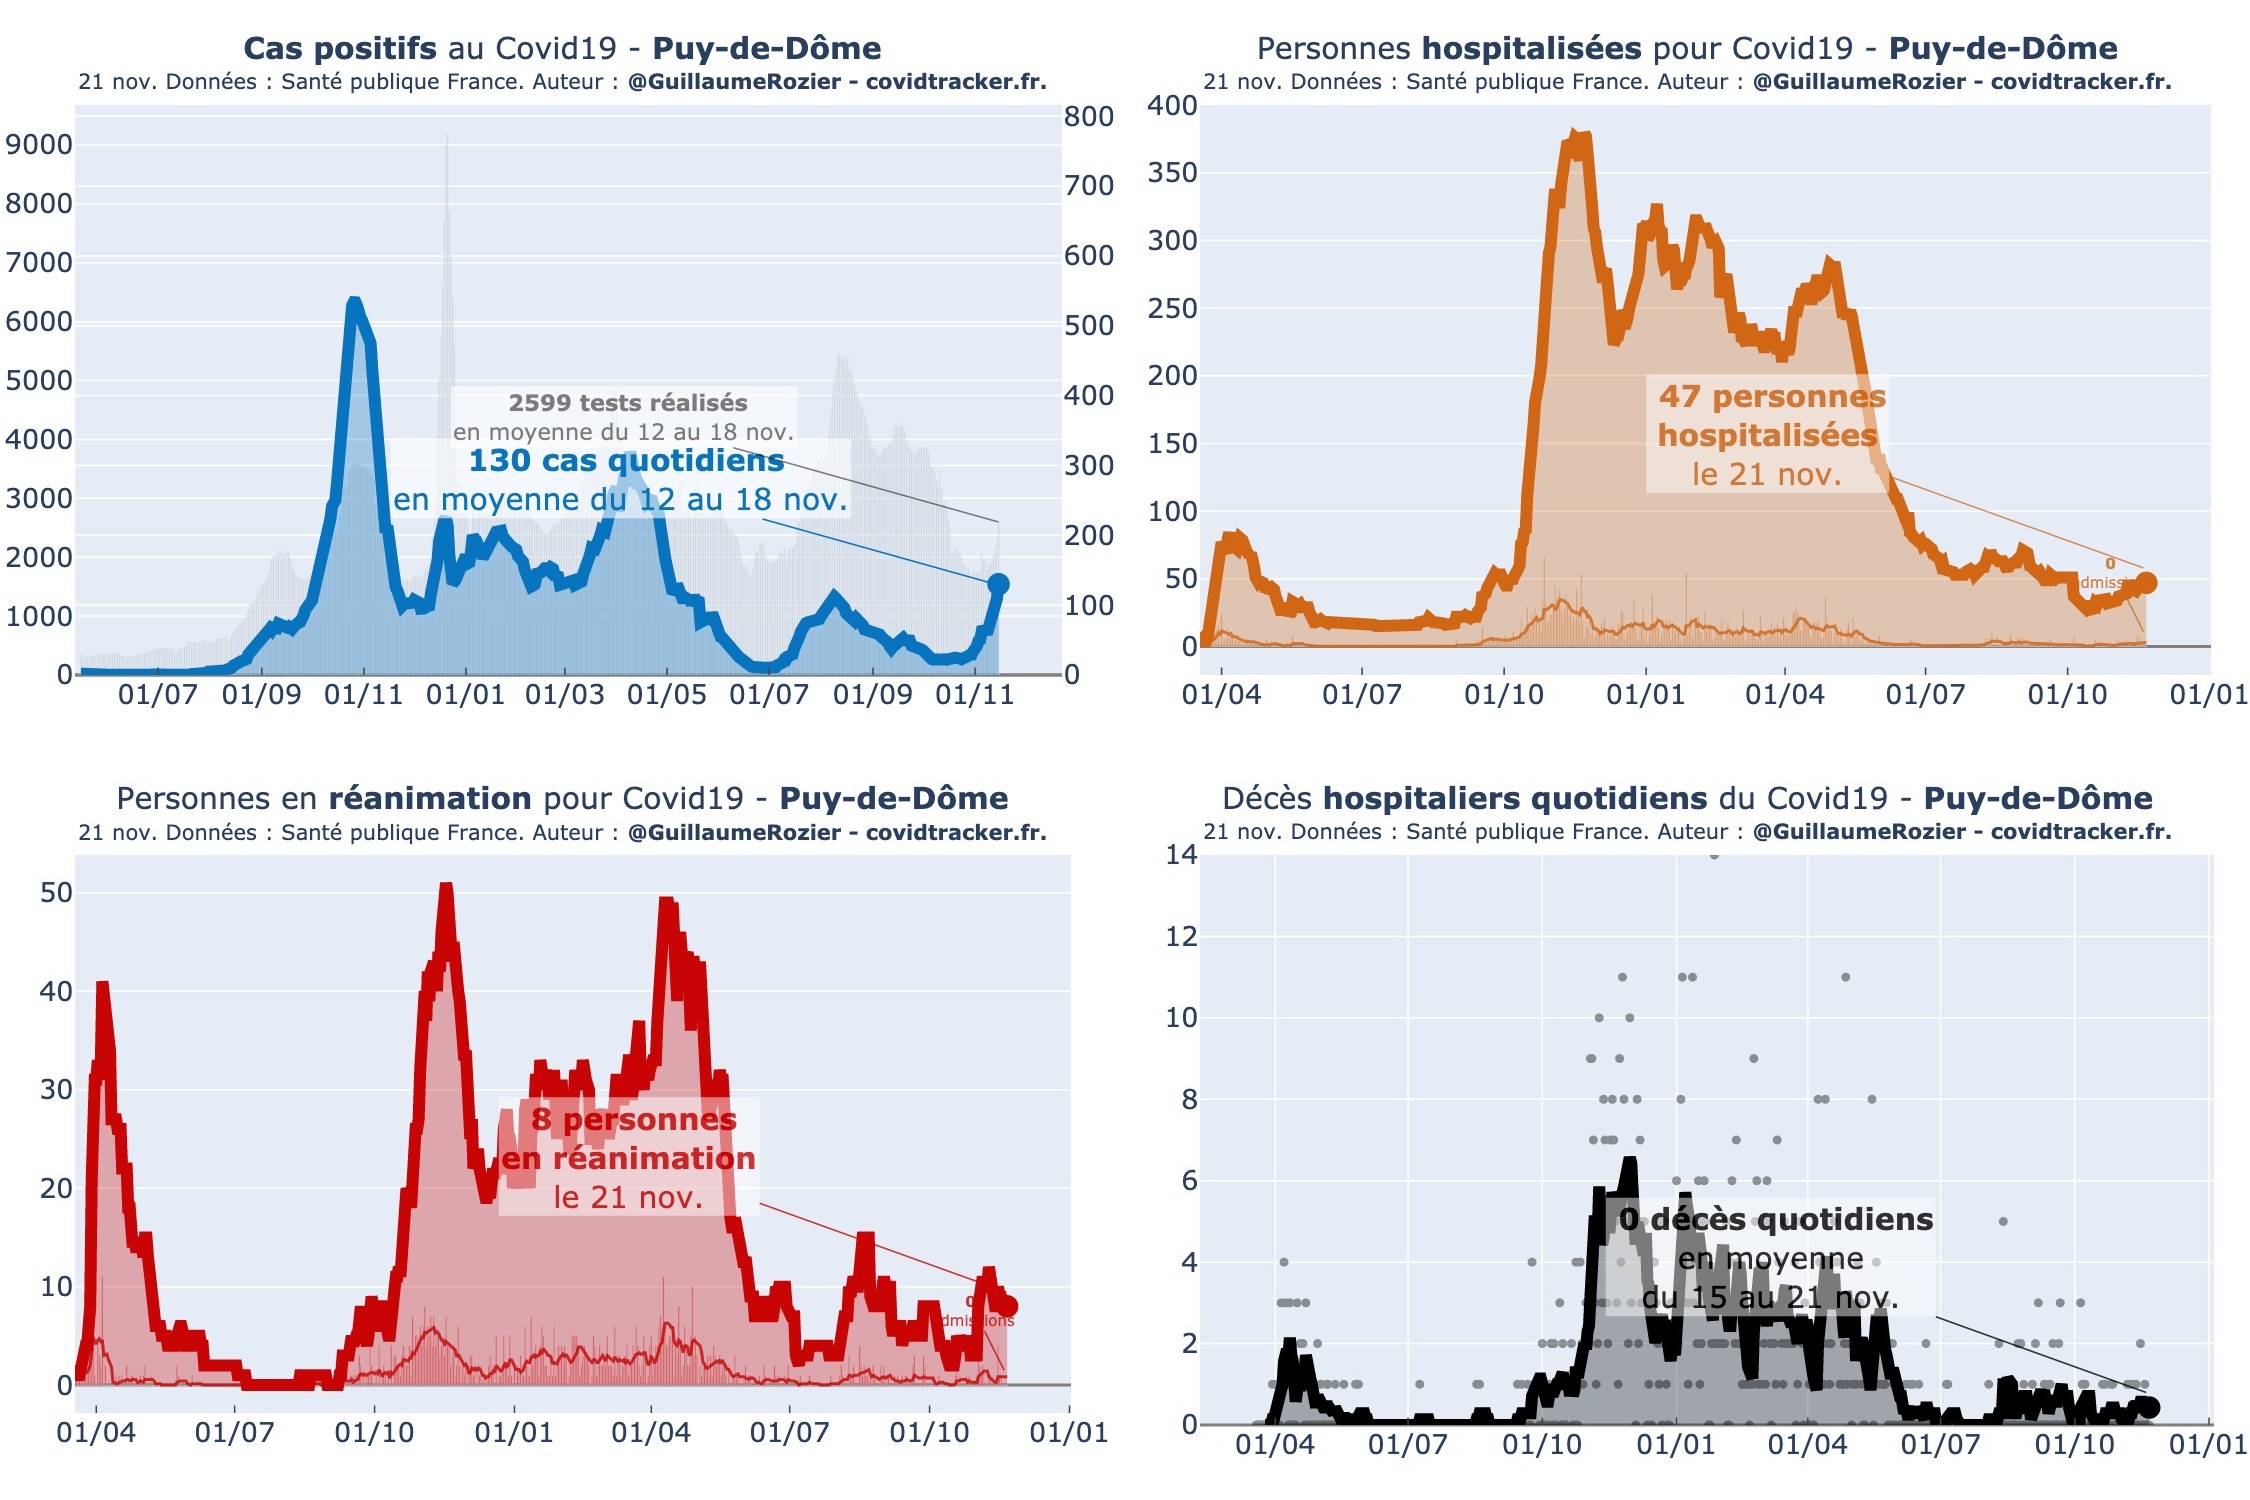 Cas positifs au Covid19 - Puy-de-Dôme
21 nov. Données : Santé publique France. Auteur : @GuillaumeRozier - covidtracker.fr.
9000
8000
7000
6000
5000
4000
3000
2000
1000
0
800
700
600
500
400
300
200
100
0
2599 tests réalisés
en moyenne du 12 au 18 nov.
130 cas quotidiens
en moyenne du 12 au 18 nov.
01/07 01/09 01/11 01/01 01/03 01/05 01/07 01/09 01/11
Personnes hospitalisées pour Covid19 - Puy-de-Dôme
21 nov. Données : Santé publique France. Auteur : @GuillaumeRozier - covidtracker.fr.
400
350
300
250
200
150
100
50
0
47 personnes
hospitalisées
le 21 nov.
0
01/04 01/07 01/10 01/01 01/04 01/07 01/10 01/01
Personnes en réanimation pour Covid19 - Puy-de-Dôme
21 nov. Données : Santé publique France. Auteur : @GuillaumeRozier - covidtracker.fr.
50
40
30
20
10
0
8 personnes
en réanimation
le 21 nov.
0
dmissions
01/04 01/07 01/10 01/01 01/04 01/07 01/10 01/01
Décès hospitaliers quotidiens du Covid19 - Puy-de-Dôme
21 nov. Données : Santé publique France. Auteur : @GuillaumeRozier - covidtracker.fr.
14
12
10
8
6
4
2
0
0 décès quotidiens
en moyenne
du 15 au 21 nov.
01/04 01/07 01/10 01/01 01/04 01/07 01/10 01/01